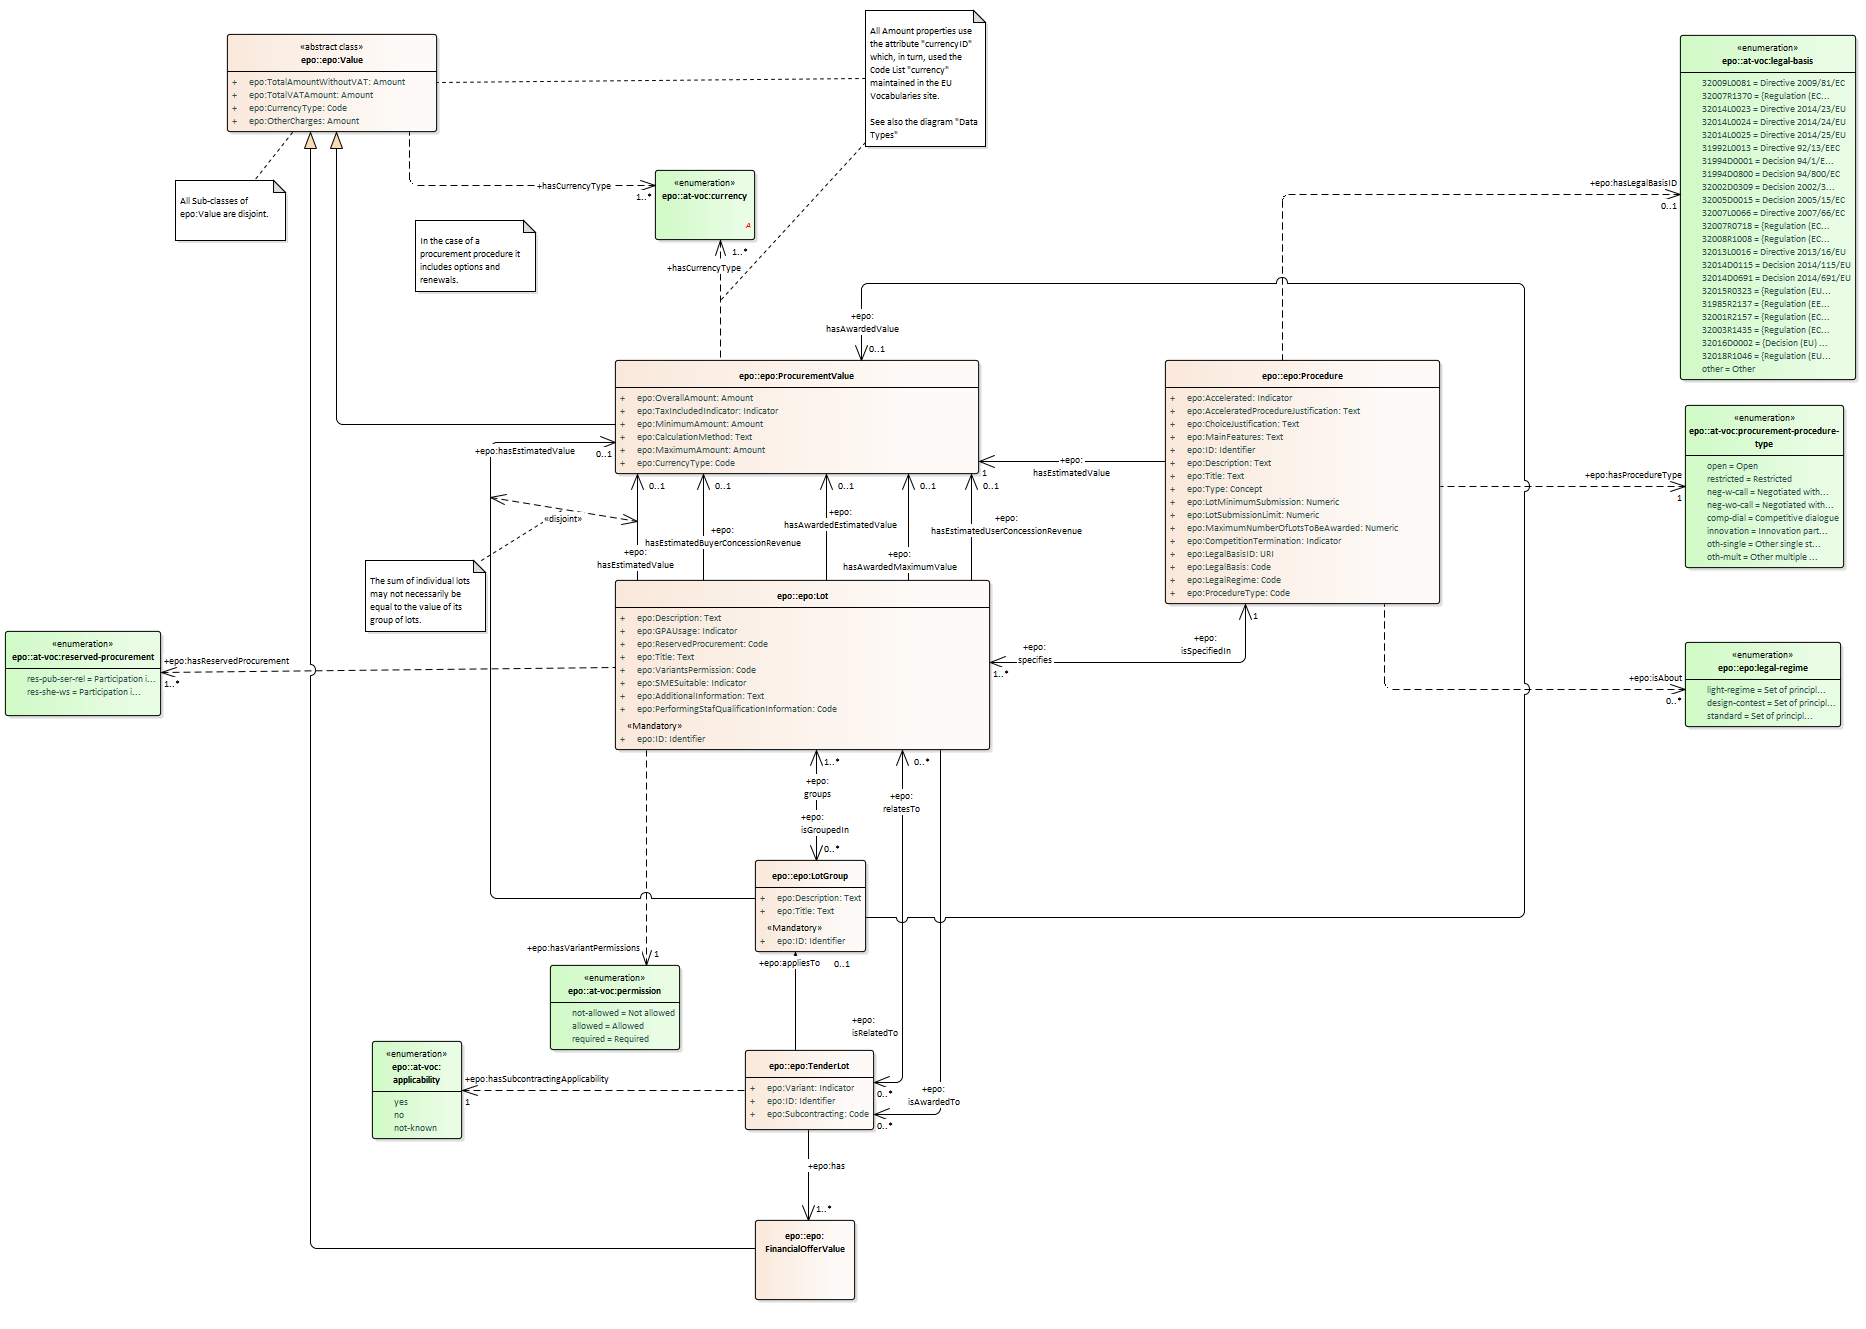 «abstract class»
epo::epo:Value
+ epo:TotalAmountWithoutVAT: Amount
+ epo:TotalVATAmount: Amount
+ epo:CurrencyType: Code
+ epo:OtherCharges: Amount
All Amount properties use
the attribute "currencyID"
which, in turn, used the
Code List "currency"
maintained in the EU
Vocabularies site.
See also the diagram "Data
Types"
«enumeration»
epo::at-voc:legal-basis
32009L0081 = Directive 2009/81/EC
32007R1370 = {Regulation (EC...
32014L0023 = Directive 2014/23/EU
32014L0024 = Directive 2014/24/EU
32014L0025 = Directive 2014/25/EU
31992L0013 = Directive 92/13/EEC
31994D0001 = Decision 94/1/E...
31994D0800 = Decision 94/800/EC
32002D0309 = Decision 2002/3...
32005D0015 = Decision 2005/15/EC
32007L0066 = Directive 2007/66/EC
32007R0718 = {Regulation (EC...
32008R1008 = {Regulation (EC...
32013L0016 = Directive 2013/16/EU
32014D0115 = Decision 2014/115/EU
32014D0691 = Decision 2014/691/EU
32015R0323 = {Regulation (EU...
31985R2137 = {Regulation (EE...
32001R2157 = {Regulation (EC...
32003R1435 = {Regulation (EC...
32016D0002 = {Decision (EU) ...
32018R1046 = {Regulation (EU...
other = Other
+epo:hasLegalBasisID
0..1
All Sub-classes of
epo:Value are disjoint.
+hasCurrencyType
1..*
«enumeration»
epo::at-voc:currency
A
In the case of a
procurement procedure it
includes options and
renewals.
1..*
+hasCurrencyType
+epo:
hasAwardedValue
0..1
epo::epo:ProcurementValue
+ epo:OverallAmount: Amount
+ epo:TaxIncludedIndicator: Indicator
+ epo:MinimumAmount: Amount
+ epo:CalculationMethod: Text
+ epo:MaximumAmount: Amount
+ epo:CurrencyType: Code
epo::epo:Procedure
+ epo:Accelerated: Indicator
+ epo:AcceleratedProcedureJustification: Text
+ epo:ChoiceJustification: Text
+ epo:MainFeatures: Text
+ epo:ID: Identifier
+ epo:Description: Text
+ epo:Title: Text
+ epo:Type: Concept
+ epo:LotMinimumSubmission: Numeric
+ epo:LotSubmissionLimit: Numeric
+ epo:MaximumNumberOfLotsToBeAwarded: Numeric
+ epo:CompetitionTermination: Indicator
+ epo:LegalBasisID: URI
+ epo:LegalBasis: Code
+ epo:LegalRegime: Code
+ epo:ProcedureType: Code
«enumeration»
epo::at-voc:procurement-procedure-
type
open = Open
restricted = Restricted
neg-w-call = Negotiated with...
neg-wo-call = Negotiated with...
comp-dial = Competitive dialogue
innovation = Innovation part...
oth-single = Other single st...
oth-mult = Other multiple ...
+epo:hasProcedureType
1
+epo:hasEstimatedValue
0..1
+epo:
hasEstimatedValue
1
0..1
0..1
0..1
0..1
0..1
«disjoint»
+epo:
hasEstimatedValue
+epo:
hasEstimatedBuyerConcessionRevenue
+epo:
hasAwardedEstimatedValue
+epo:
hasAwardedMaximumValue
+epo:
hasEstimatedUserConcessionRevenue
The sum of individual lots
may not necessarily be
equal to the value of its
group of lots.
epo::epo:Lot
+ epo:Description: Text
+ epo:GPAUsage: Indicator
+ epo:ReservedProcurement: Code
+ epo:Title: Text
+ epo:VariantsPermission: Code
+ epo:SMESuitable: Indicator
+ epo:AdditionalInformation: Text
+ epo:PerformingStafQualificationInformation: Code
«Mandatory»
+ epo:ID: Identifier
1
+epo:
isSpecifiedIn
+epo:
specifies
1..*
«enumeration»
epo::at-voc:reserved-procurement
res-pub-ser-rel = Participation i...
res-she-ws = Participation i...
+epo:hasReservedProcurement
1..*
«enumeration»
epo::epo:legal-regime
light-regime = Set of principl...
design-contest = Set of principl...
standard = Set of principl...
+epo:isAbout
0..*
1..*
0..*
+epo:
groups
+epo:
relatesTo
+epo:
isGroupedIn
0..*
epo::epo:LotGroup
+ epo:Description: Text
+ epo:Title: Text
«Mandatory»
+ epo:ID: Identifier
+epo:hasVariantPermissions
1
+epo:appliesTo
0..1
«enumeration»
epo::at-voc:permission
not-allowed = Not allowed
allowed = Allowed
required = Required
+epo:
isRelatedTo
«enumeration»
epo::at-voc:
applicability
yes
no
not-known
+epo:hasSubcontractingApplicability
1
epo::epo:TenderLot
+ epo:Variant: Indicator
+ epo:ID: Identifier
+ epo:Subcontracting: Code
0..*
+epo:
isAwardedTo
0..*
+epo:has
1..*
epo::epo:
FinancialOfferValue